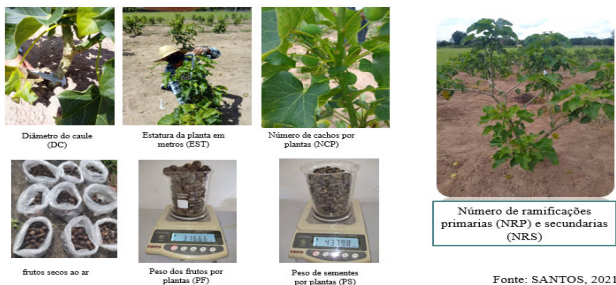 Diâmetro do caule
(DC)
Estatura da planta em
metros (EST)
Número de cachos por
plantas (NCP)
Número de ramificações
primarias (NRP) e secundarias
(NRS)
frutos secos ao ar
Peso dos frutos por
plantas (PF)
Peso de sementes
por plantas (PS)
Fonte: SANTOS, 2021